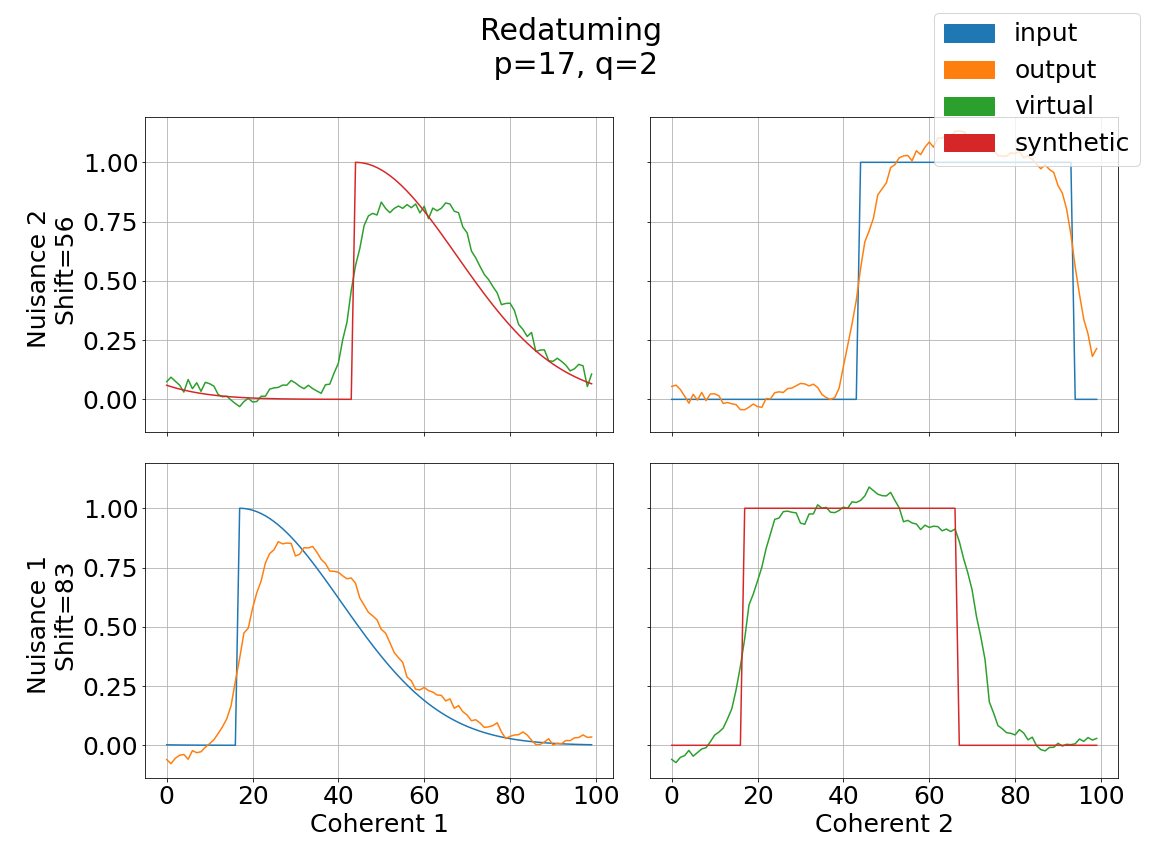 Redatuming
p=17, q=2
input
output
virtual
synthetic
Nuisance 2
Shift=56
1.00
0.75
0.50
0.25
0.00
Nuisance 1
Shift=83
1.00
0.75
0.50
0.25
0.00
0 20 40 60 80 100
0 20 40 60 80 100
Coherent 1
Coherent 2